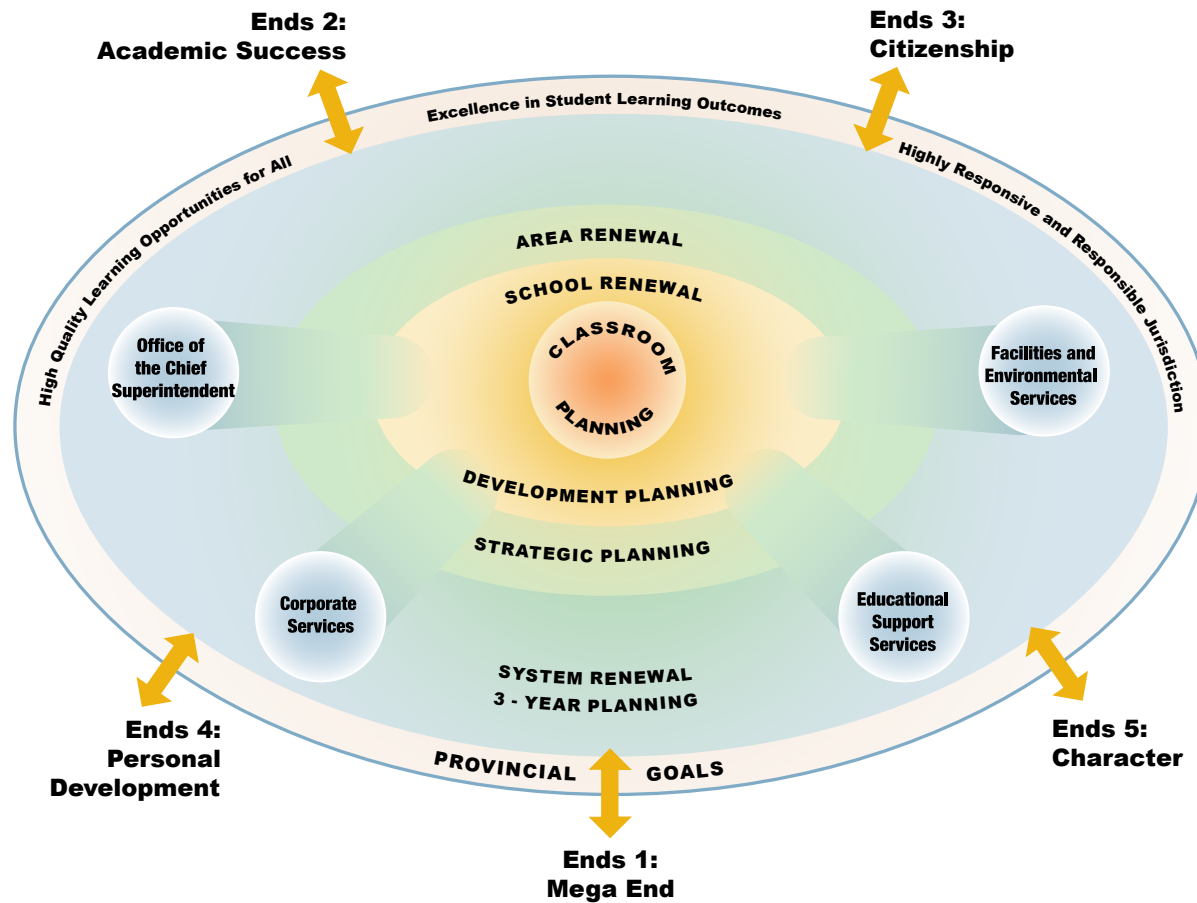 Ends 2:
Academic Success
Ends 3:
Citizenship
Excellence in Student Learning Outcomes
High Quality Learning Opportunities for All
Highly Responsive and Responsible Jurisdiction
AREA RENEWAL
SCHOOL RENEWAL
CLASSROOM
PLANNING
Office of
the Chief
Superintendent
Facilities and
Environmental
Services
DEVELOPMENT PLANNING
STRATEGIC PLANNING
Corporate
Services
Educational
Support
Services
SYSTEM RENEWAL
3 - YEAR PLANNING
PROVINCIAL GOALS
Ends 4:
Personal
Development
Ends 5:
Character
Ends 1:
Mega End